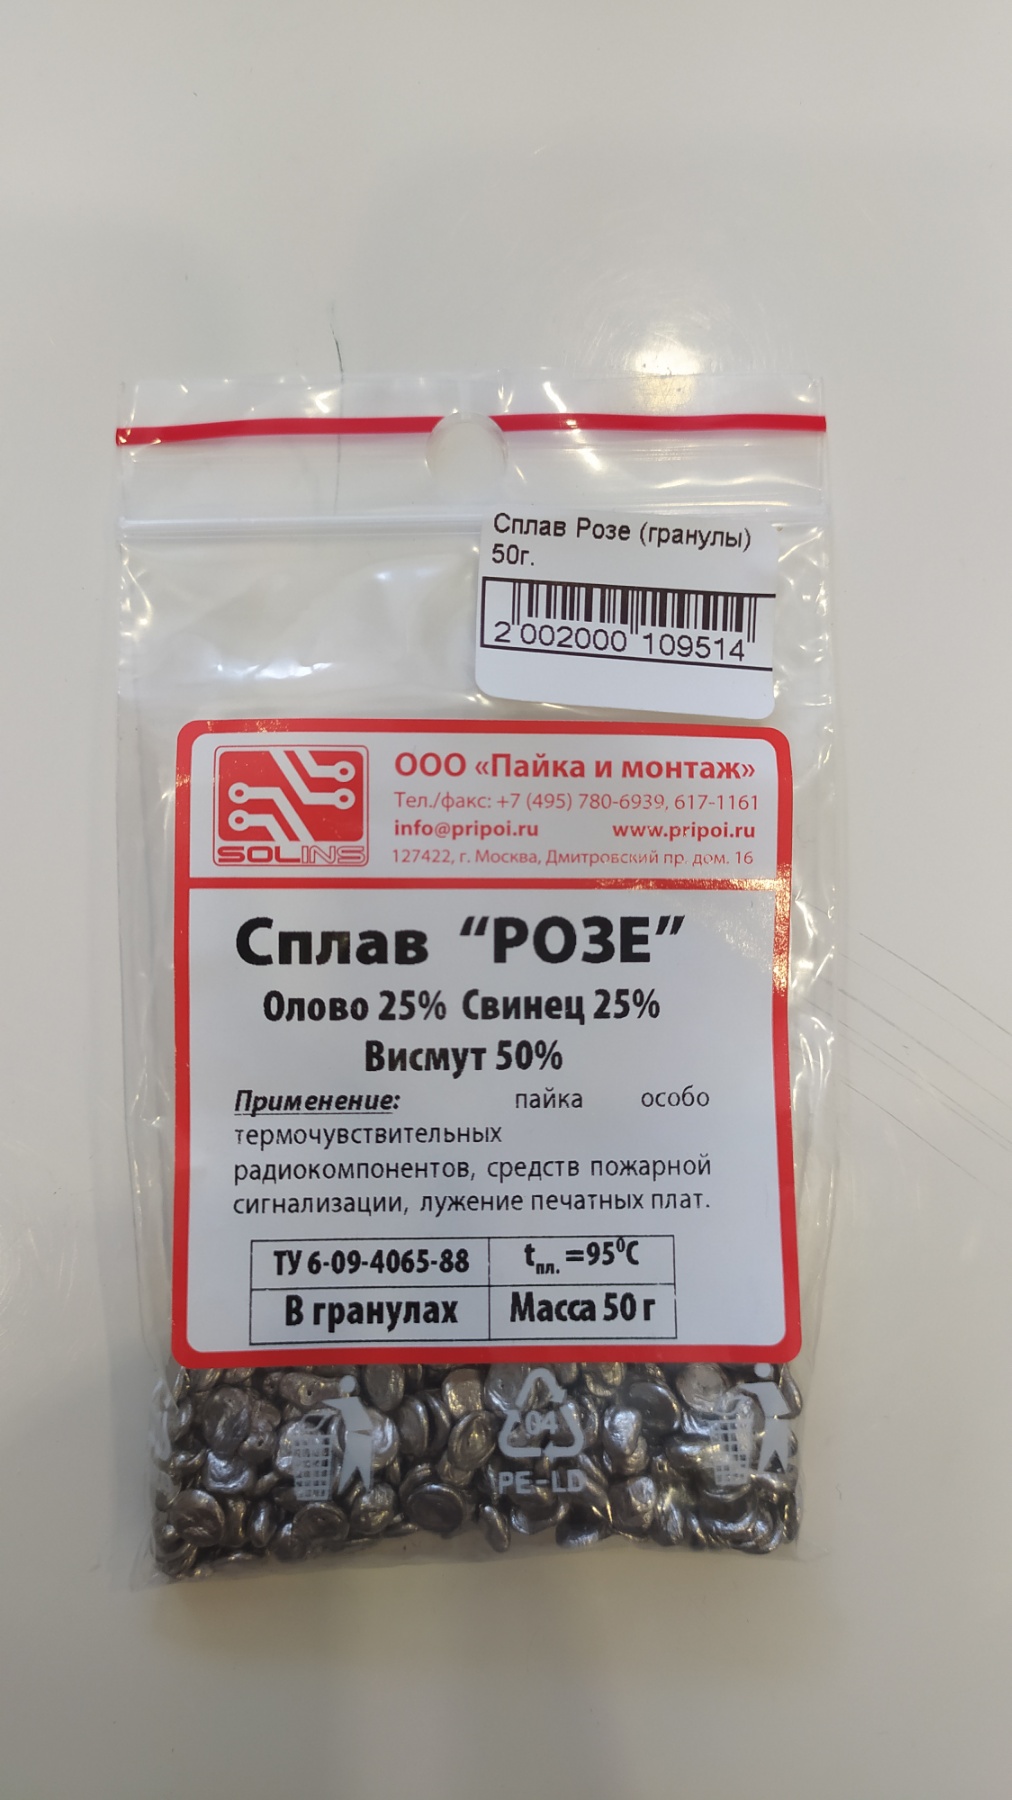 Сплав Розе (гранулы)
50г.
2 002000 109514
SOLINS
ООО «Пайка и монтаж»
Тел./факс: +7 (495) 780-6939, 617-1161
info@pripoi.ru www.pripoi.ru
127422, г. Москва, Дмитровский пр. дом. 16
Сплав “РОЗЕ”
Олово 25% Свинец 25%
Висмут 50%
Применение: пайка особо
термочувствительных
радиокомпонентов, средств пожарной
сигнализации, лужение печатных плат.
ТУ 6-09-4065-88 tпл. =95⁰С
В гранулах Масса 50 г
04
PE-LD